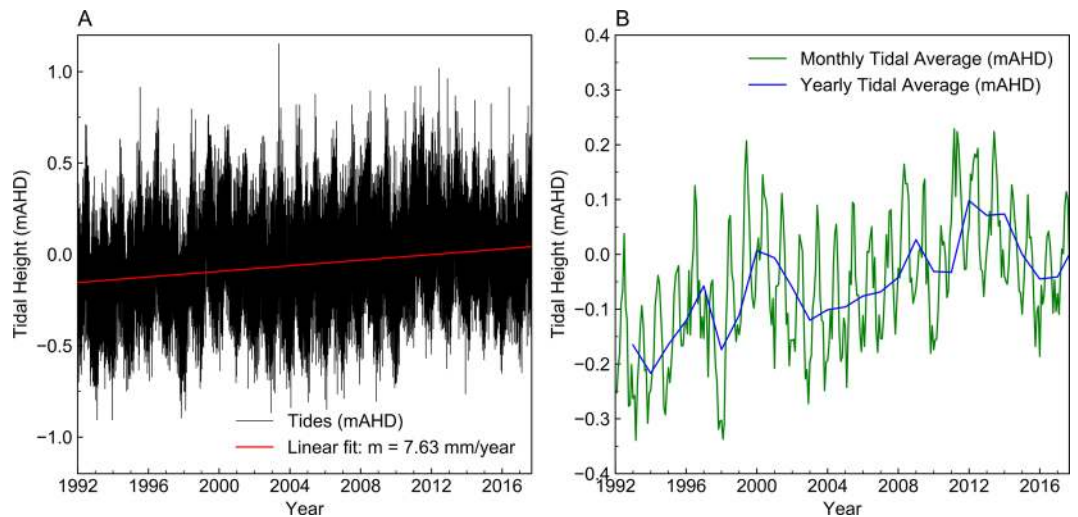 A
Tidal Height (mAHD)
1.0
0.5
0.0
−0.5
−1.0
Tides (mAHD)
Linear fit: m = 7.63 mm/year
1992 1996 2000 2004 2008 2012 2016
Year
B
Tidal Height (mAHD)
0.4
0.3
0.2
0.1
0.0
−0.1
−0.2
−0.3
−0.4
Monthly Tidal Average (mAHD)
Yearly Tidal Average (mAHD)
1992 1996 2000 2004 2008 2012 2016
Year